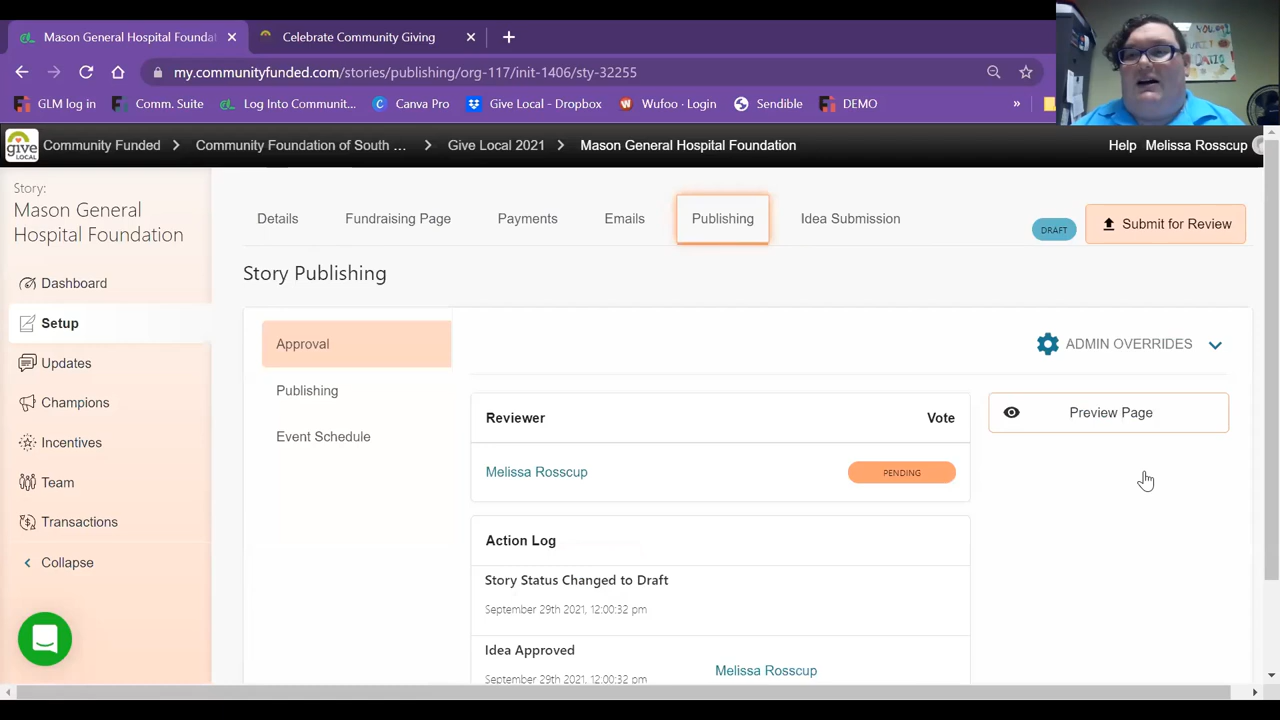 Mason General Hospital Founda
Celebrate Community Giving
my.communityfunded.com/stories/publishing/org-117/init-1406/sty-32255
GLM log in
Comm. Suite
Log Into Communit...
Canva Pro
Give Local - Dropbox
Wufoo · Login
Sendible
DEMO
»
give LOCAL
Community Funded
Community Foundation of South ...
Give Local 2021
Mason General Hospital Foundation
Help
Melissa Rosscup
Story:
Mason General
Hospital Foundation
Dashboard
Setup
Updates
Champions
Incentives
Team
Transactions
Collapse
Details
Fundraising Page
Payments
Emails
Publishing
Idea Submission
DRAFT
Submit for Review
Story Publishing
Approval
Publishing
Event Schedule
ADMIN OVERRIDES
Reviewer
Vote
Preview Page
Melissa Rosscup
PENDING
Action Log
Story Status Changed to Draft
September 29th 2021, 12:00:32 pm
Idea Approved
September 29th 2021, 12:00:32 pm
Melissa Rosscup